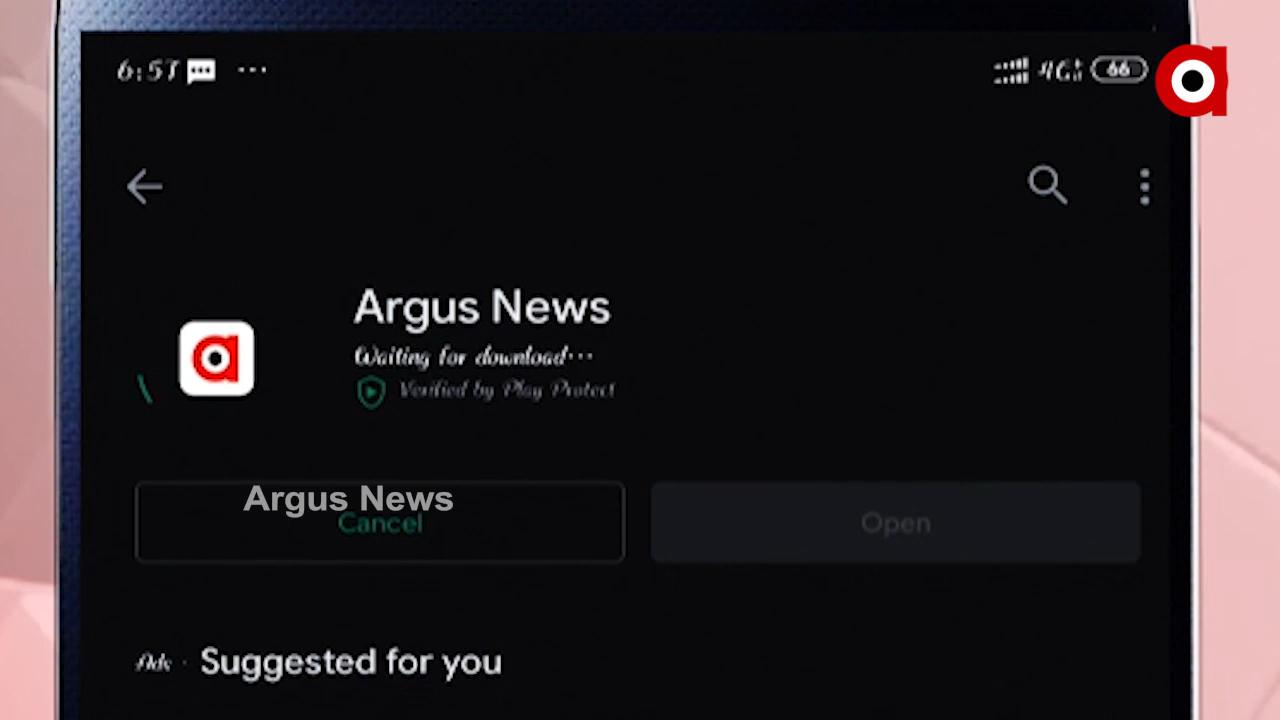 6:57 ...
4G 66
Argus News
Waiting for download...
Verified by Play Protect
Argus News
Cancel
Open
Ads · Suggested for you